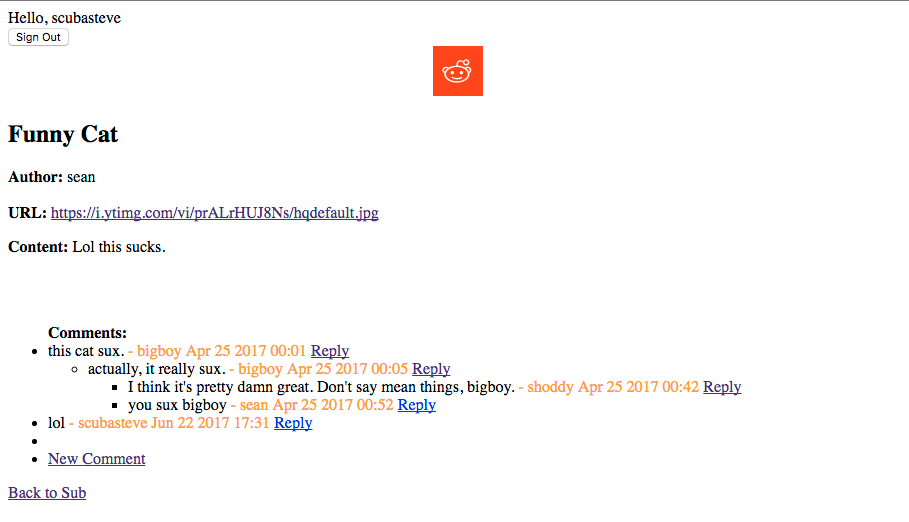 Hello, scubasteve
Sign Out
Funny Cat
Author: sean
URL: https://i.ytimg.com/vi/prALrHUJ8Ns/hqdefault.jpg
Content: Lol this sucks.
Comments:
this cat sux. - bigboy Apr 25 2017 00:01 Reply
actually, it really sux. - bigboy Apr 25 2017 00:05 Reply
I think it's pretty damn great. Don't say mean things, bigboy. - shoddy Apr 25 2017 00:42 Reply
you sux bigboy - sean Apr 25 2017 00:52 Reply
lol - scubasteve Jun 22 2017 17:31 Reply
New Comment
Back to Sub